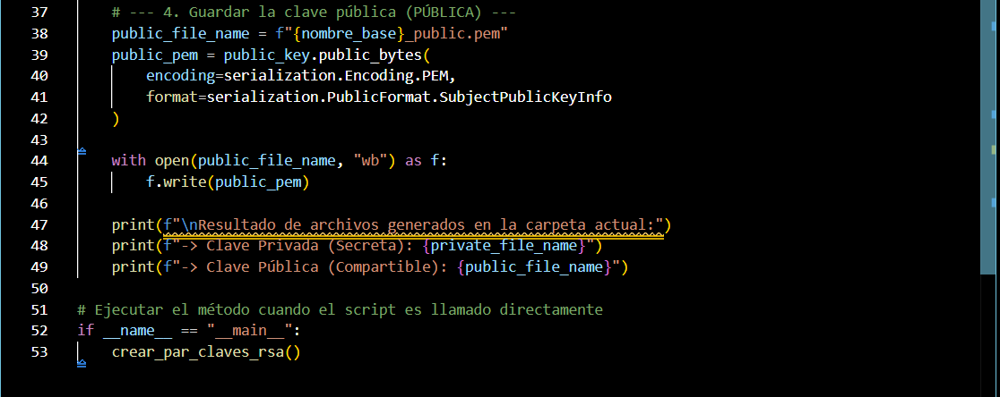 37 # --- 4. Guardar la clave pública (PÚBLICA) ---
38 public_file_name = f"{nombre_base}_public.pem"
39 public_pem = public_key.public_bytes(
40 encoding=serialization.Encoding.PEM,
41 format=serialization.PublicFormat.SubjectPublicKeyInfo
42 )
43
44 with open(public_file_name, "wb") as f:
45 f.write(public_pem)
46
47 print(f"\nResultado de archivos generados en la carpeta actual:")
48 print(f"-> Clave Privada (Secreta): {private_file_name}")
49 print(f"-> Clave Pública (Compartible): {public_file_name}")
50
51 # Ejecutar el método cuando el script es llamado directamente
52 if __name__ == "__main__":
53 crear_par_claves_rsa()